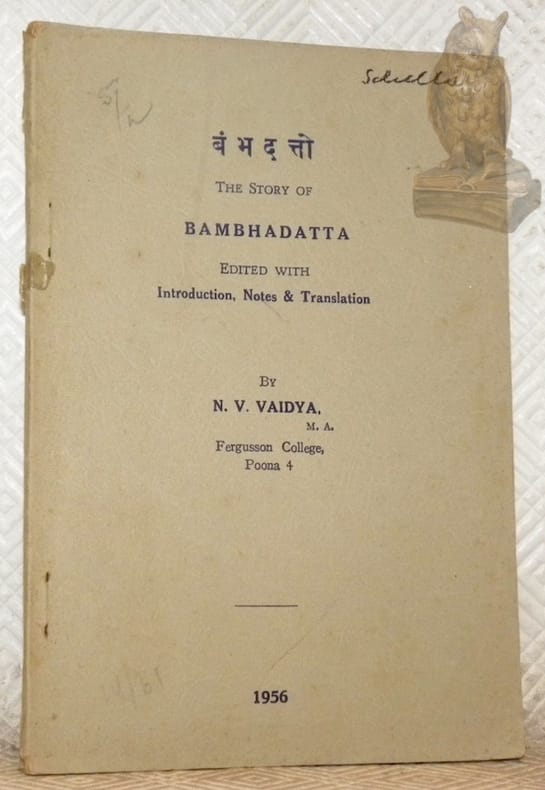 बंभदत्तो
THE STORY OF
BAMBHADATTA
EDITED WITH
Introduction, Notes & Translation
BY
N. V. VAIDYA,
M. A.
Fergusson College,
Poona 4
1956